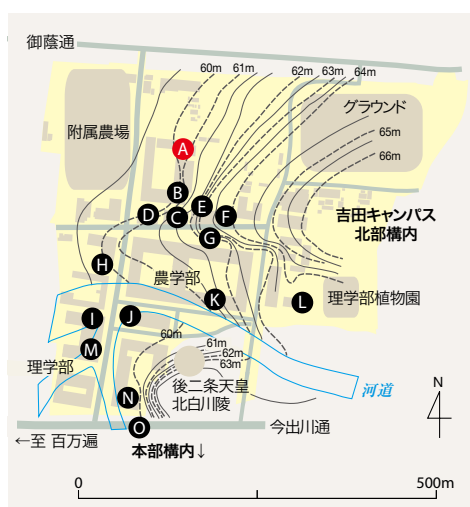 御蔭通
60m
61m
62m
63m
64m
附属農場
グラウンド
A
65m
66m
B
E
D
C
F
吉田キャンパス
北部構内
G
H
農学部
K
L
理学部植物園
I
J
60m
M
61m
62m
63m
理学部
後二条天皇
北白川陵
河道
N
N
O
今出川通
←至 百万遍
本部構内↓
0
500m